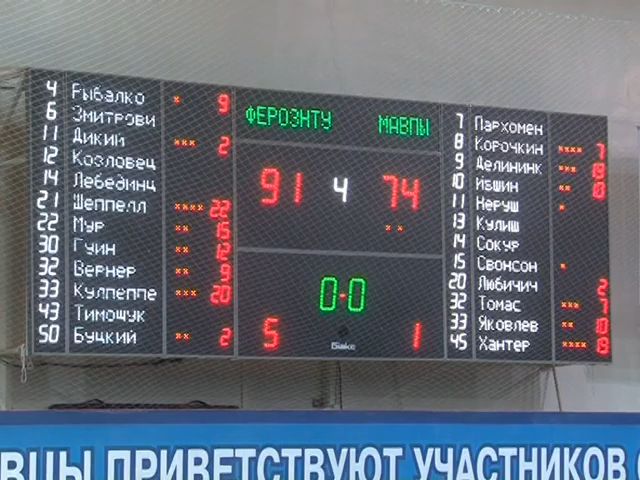 4 Рыбалко * 9
6 Змитрови
11 Дикий *** 2
12 Козловец
14 Лебединц
21 Шеппелл **** 22
22 Мур ** 15
30 Гуин ** 12
32 Вернер ** 9
33 Кулпеппе *** 20
43 Тимощук
50 Буцкий ** 2
ФЕРОЭНТУ МАВПЫ
91 4 74
* *
0-0
5 1
7 Пархомен
8 Корочкин **** 7
9 Делининк *** 19
10 Ившин ** 10
11 Неруш *
13 Кулиш
14 Сокур
15 Свонсон *
20 Любичич 2
32 Томас *** 7
33 Яковлев ** 10
45 Хантер **** 19
ВЦЫ ПРИВЕТСТВУЮТ УЧАСТНИКОВ